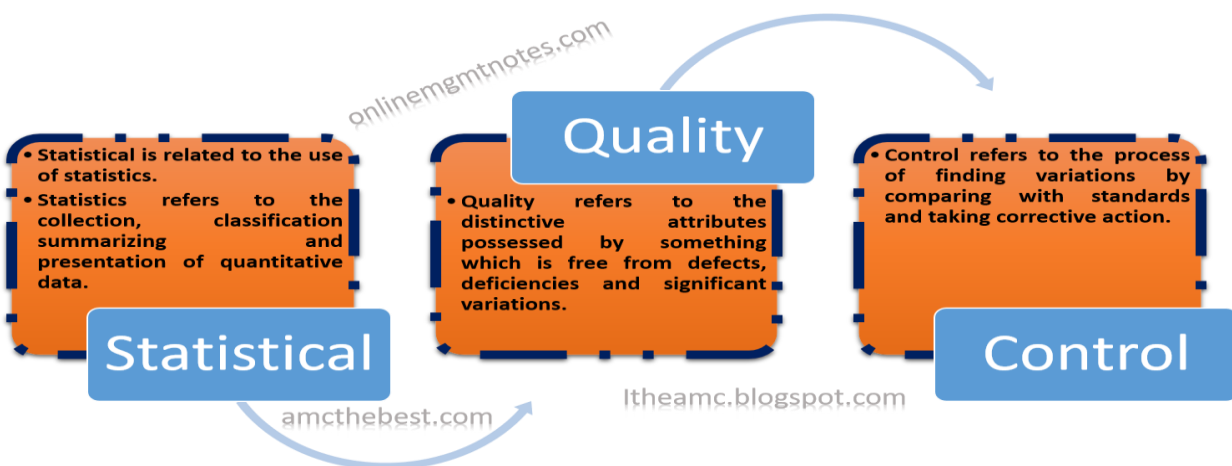 onlinemgmtnotes.com
• Statistical is related to the use
of statistics.
• Statistics refers to the
collection, classification
summarizing and
presentation of quantitative
data.
Statistical
Quality
• Quality refers to the
distinctive attributes
possessed by something
which is free from defects,
deficiencies and significant
variations.
• Control refers to the process
of finding variations by
comparing with standards
and taking corrective action.
Control
amcthebest.com
Itheamc.blogspot.com